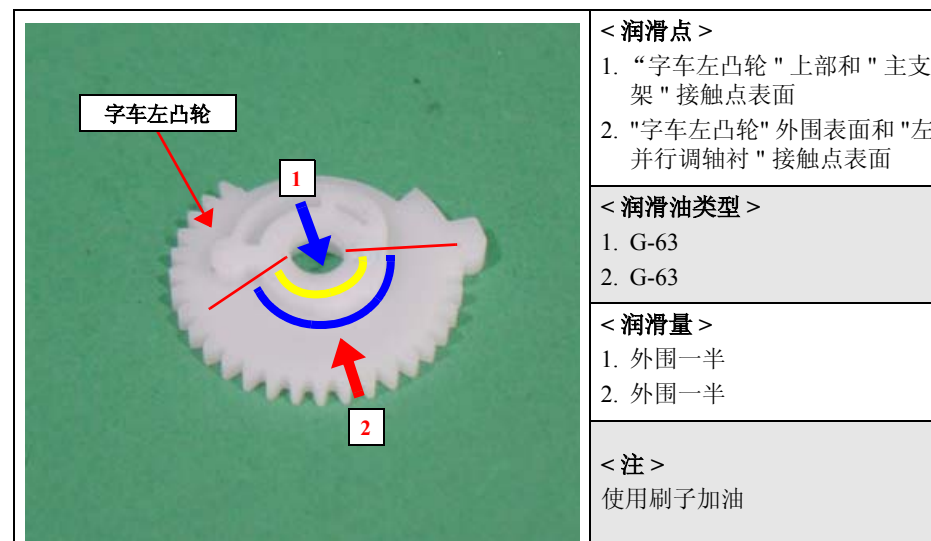 字车左凸轮
1
2
< 润滑点 >
1. “字车左凸轮 " 上部和 " 主支
架 " 接触点表面
2. "字车左凸轮" 外围表面和 "左
并行调轴衬 " 接触点表面
< 润滑油类型 >
1. G-63
2. G-63
< 润滑量 >
1. 外围一半
2. 外围一半
< 注 >
使用刷子加油